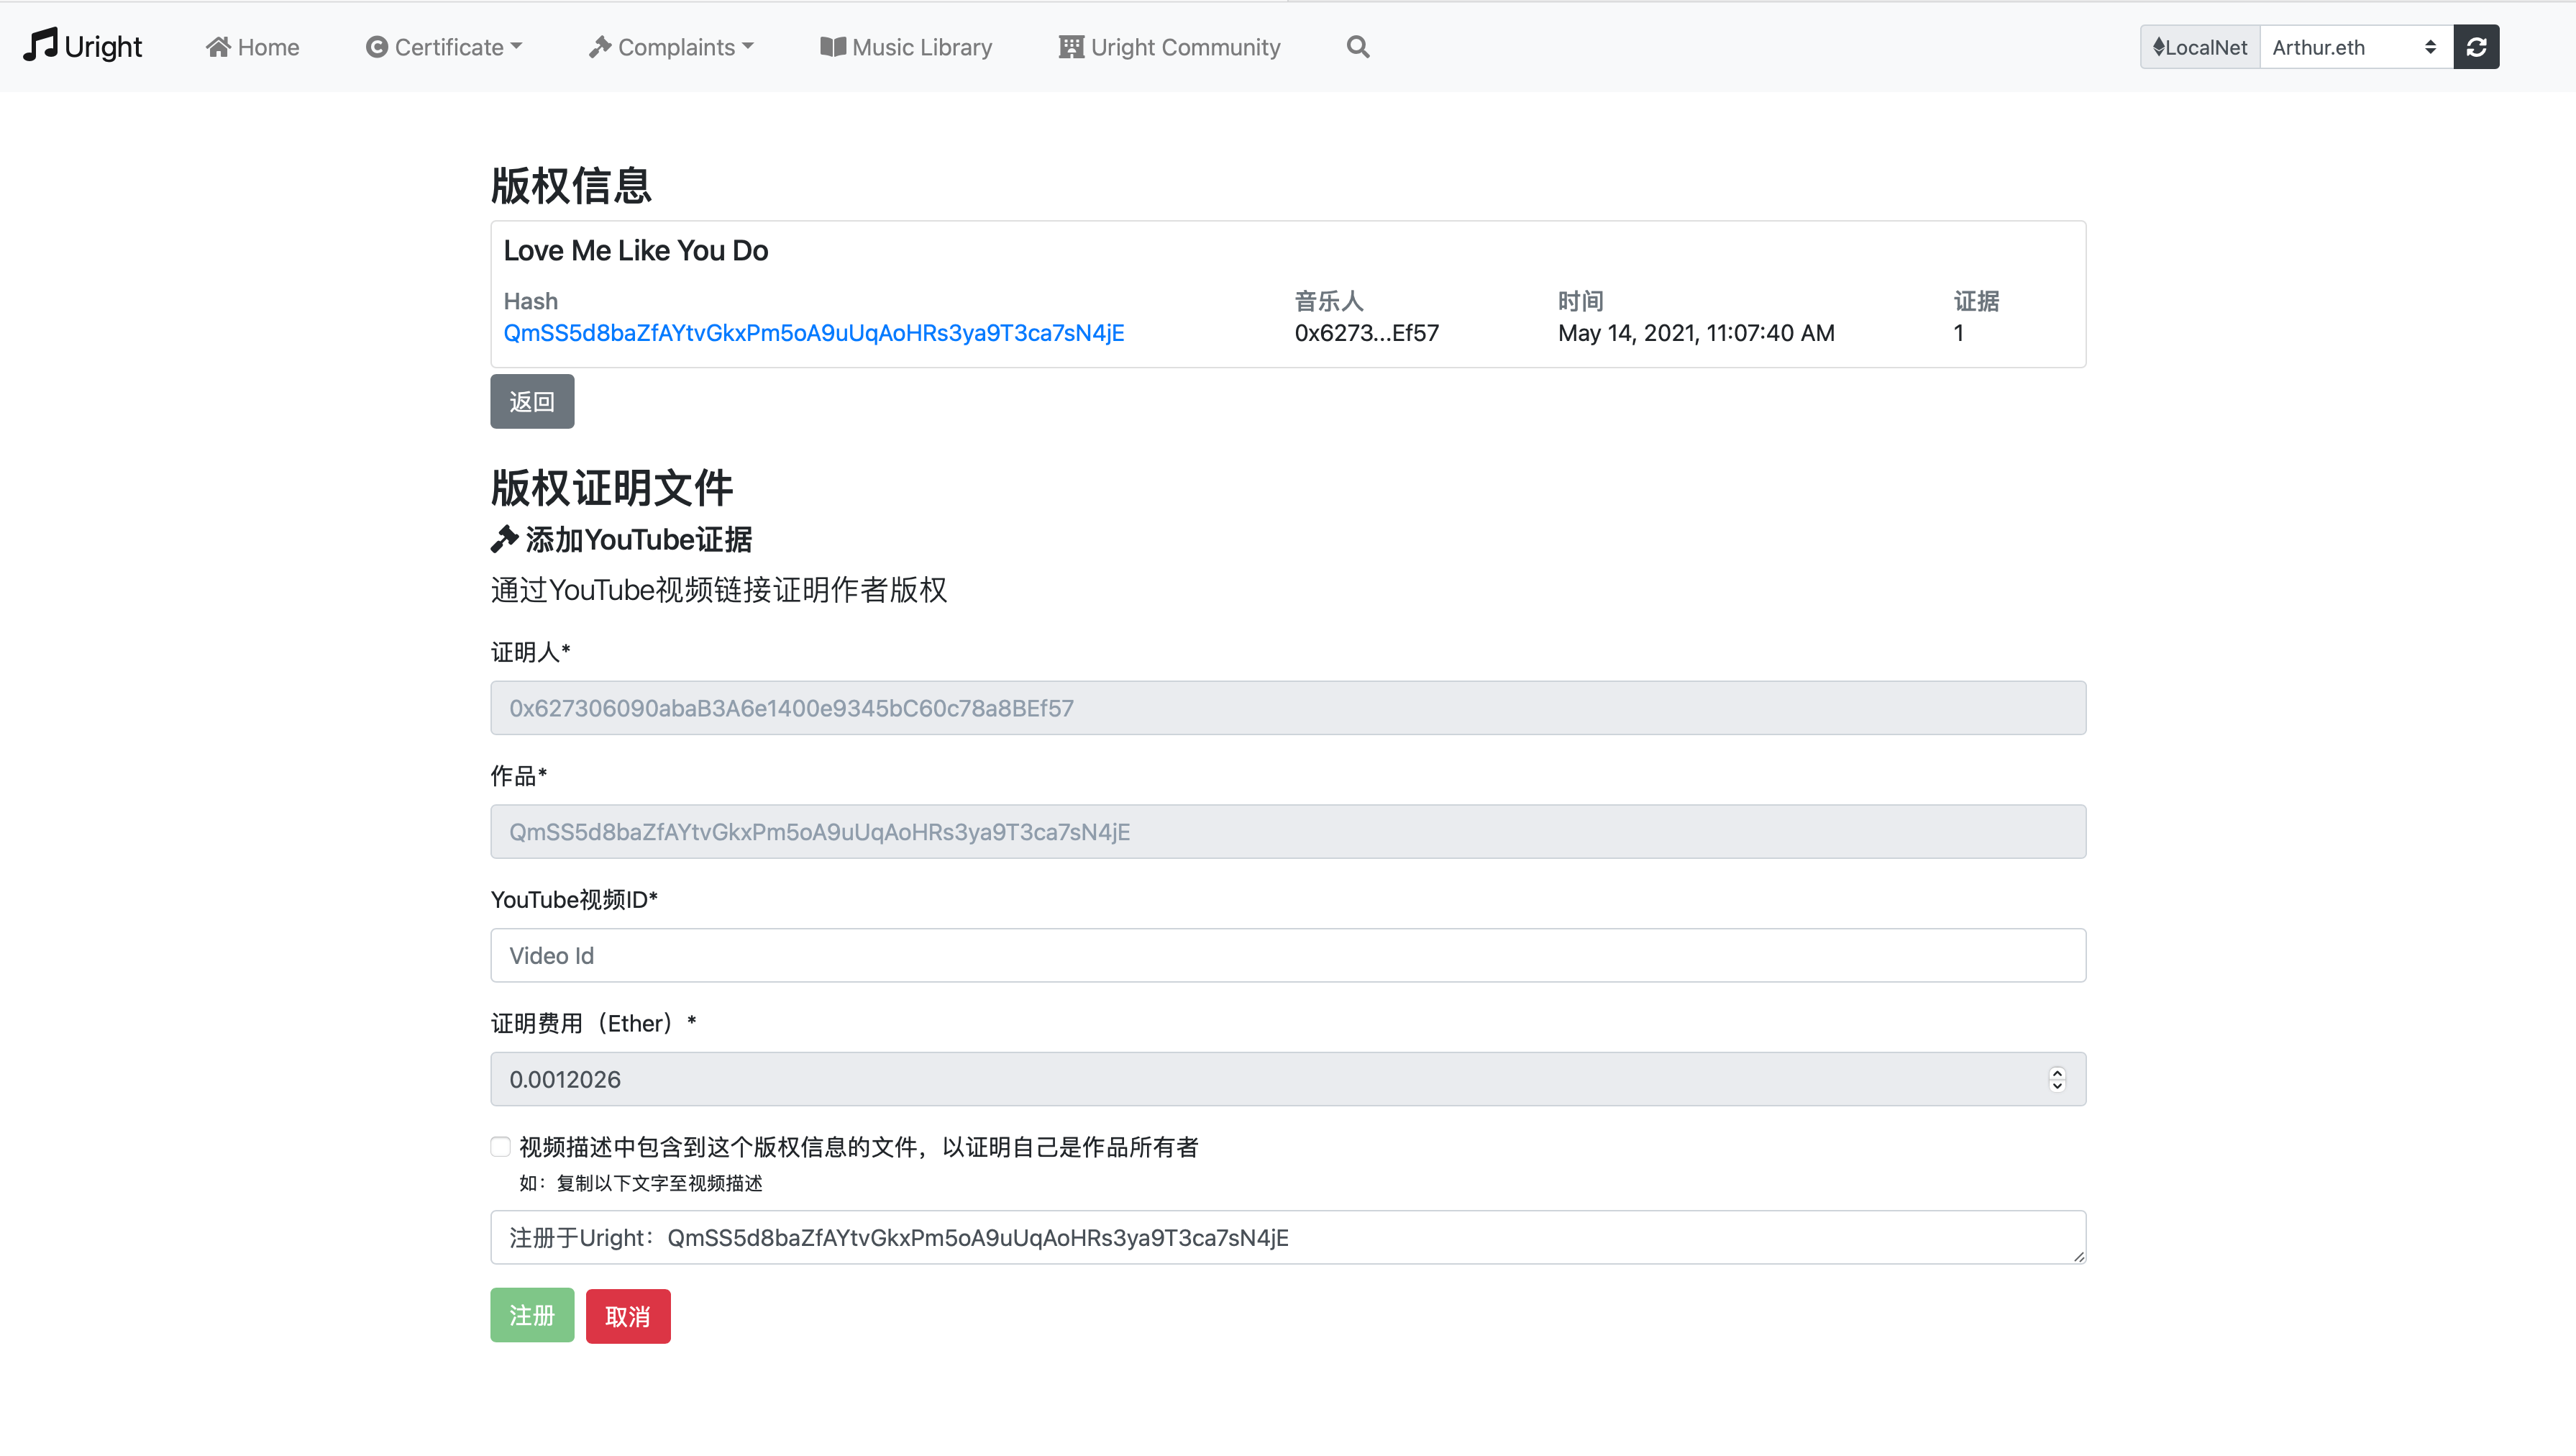 Uright Home Certificate Complaints Music Library Uright Community LocalNet Arthur.eth
版权信息
Love Me Like You Do
Hash 音乐人 时间 证据
QmSS5d8baZfAYtvGkxPm5oA9uUqAoHRs3ya9T3ca7sN4jE 0x6273...Ef57 May 14, 2021, 11:07:40 AM 1
返回
版权证明文件
添加YouTube证据
通过YouTube视频链接证明作者版权
证明人*
0x627306090abaB3A6e1400e9345bC60c78a8BEf57
作品*
QmSS5d8baZfAYtvGkxPm5oA9uUqAoHRs3ya9T3ca7sN4jE
YouTube视频ID*
Video Id
证明费用（Ether）*
0.0012026
视频描述中包含到这个版权信息的文件，以证明自己是作品所有者
如：复制以下文字至视频描述
注册于Uright：QmSS5d8baZfAYtvGkxPm5oA9uUqAoHRs3ya9T3ca7sN4jE
注册 取消